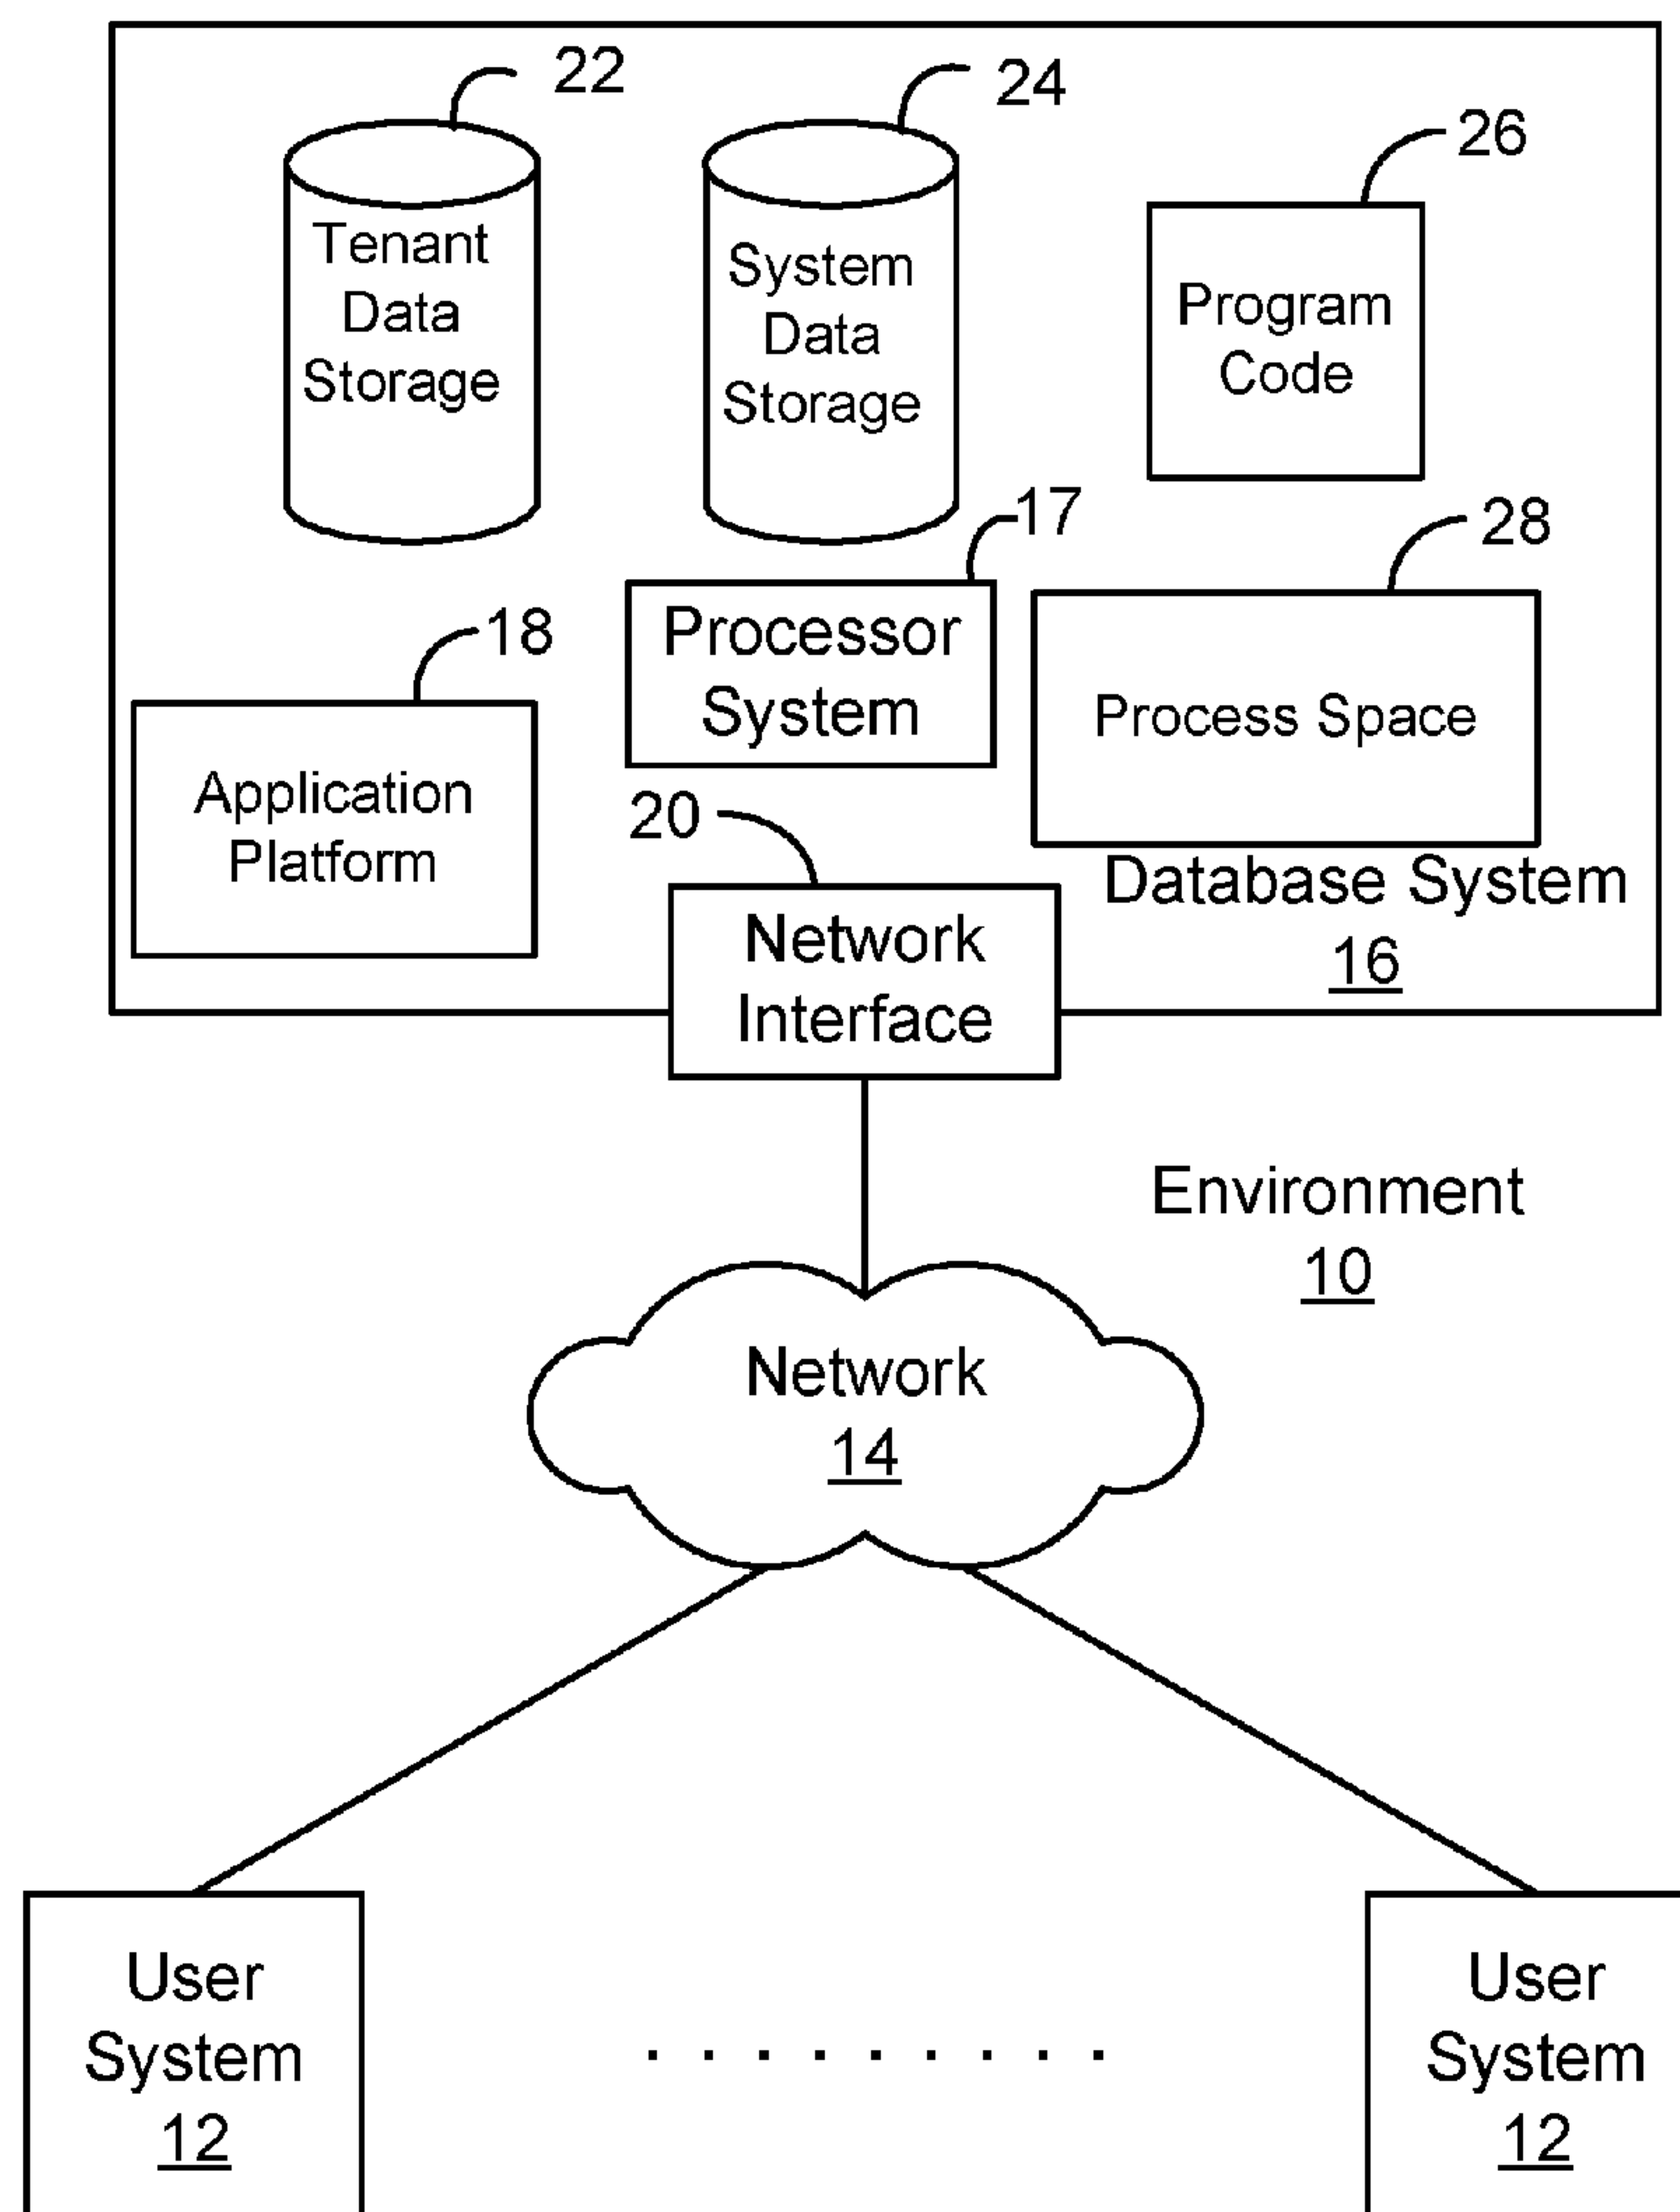 22
24
26
Tenant
Data
Storage
System
Data
Storage
Program
Code
17
28
18
Processor
System
Process Space
Application
Platform
20
Database System
16
Network
Interface
Environment
10
Network
14
User
System
12
. . . . . . . . .
User
System
12